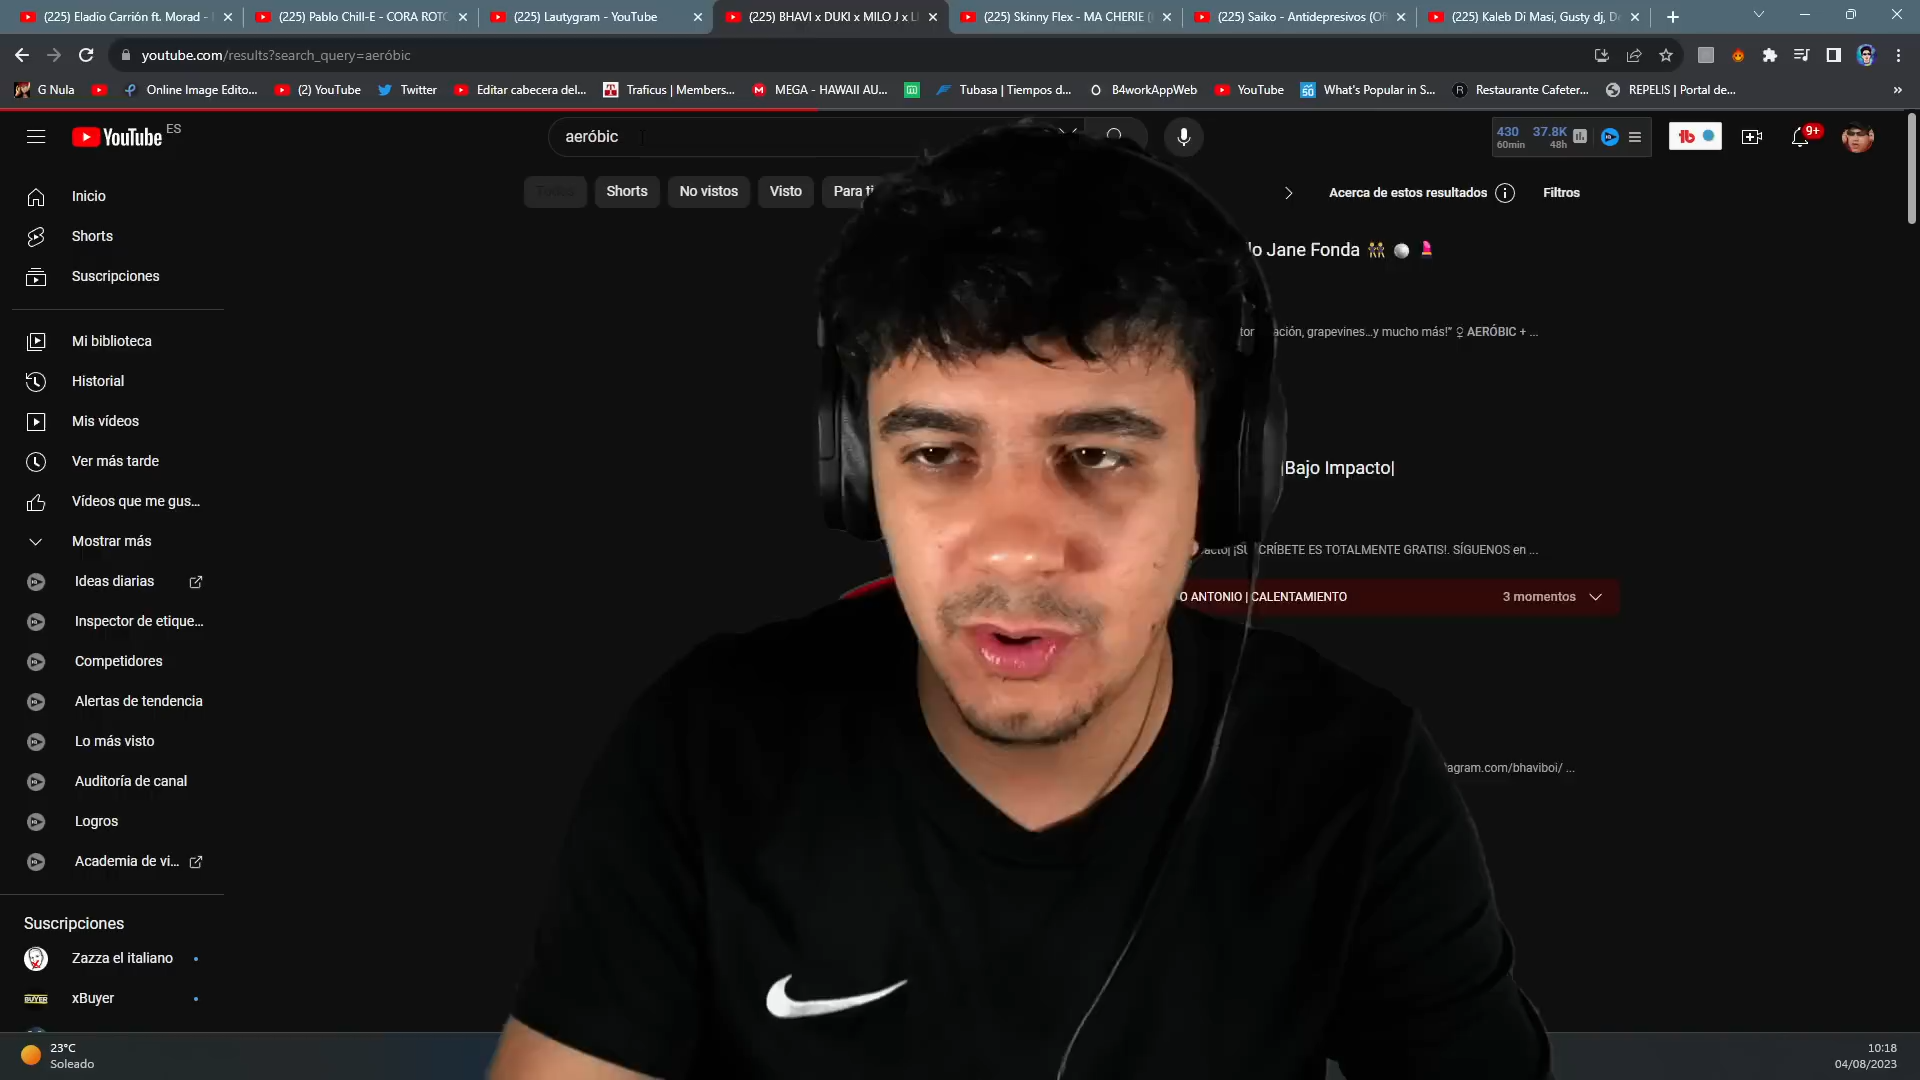 (225) Eladio Carrión ft. Morad -
(225) Pablo Chill-E - CORA ROTO
(225) Lautygram - YouTube
(225) BHAVI x DUKI x MILO J x L
(225) Skinny Flex - MA CHERIE (
(225) Saiko - Antidepresivos (Of
(225) Kaleb Di Masi, Gusty dj, D
youtube.com/results?search_query=aeróbic
G Nula
Online Image Edito...
(2) YouTube
Twitter
Editar cabecera del...
Traficus | Members...
MEGA - HAWAII AU...
Tubasa | Tiempos d...
B4workAppWeb
YouTube
What's Popular in S...
Restaurante Cafeter...
REPELIS | Portal de...
YouTube ES
aeróbic
430
60min
37.8K
48h
tb
9+
Todos
Shorts
No vistos
Visto
Para ti
Acerca de estos resultados
Filtros
Inicio
Shorts
Suscripciones
Mi biblioteca
Historial
Mis vídeos
Ver más tarde
Vídeos que me gus...
Mostrar más
Ideas diarias
Inspector de etique...
Competidores
Alertas de tendencia
Lo más visto
Auditoría de canal
Logros
Academia de vi...
Suscripciones
Zazza el italiano
BUYER
xBuyer
lo Jane Fonda
ación, grapevines...y mucho más!" AERÓBIC + ...
|Bajo Impacto|
acto| ¡SUSCRÍBETE ES TOTALMENTE GRATIS!. SÍGUENOS en ...
O ANTONIO | CALENTAMIENTO
3 momentos
agram.com/bhaviboi/ ...
23°C
Soleado
10:18
04/08/2023